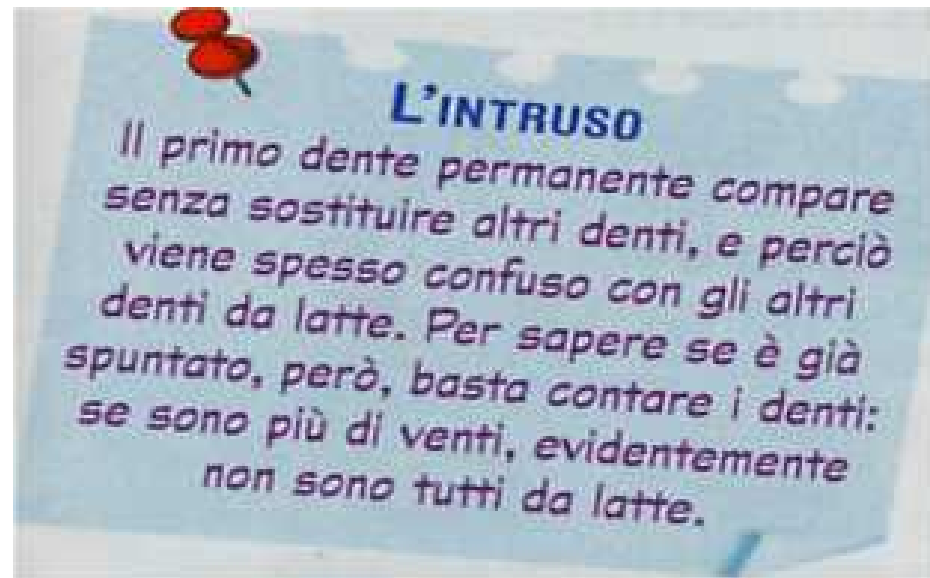 L'INTRUSO
Il primo dente permanente compare
senza sostituire altri denti, e perciò
viene spesso confuso con gli altri
denti da latte. Per sapere se è già
spuntato, però, basta contare i denti:
se sono più di venti, evidentemente
non sono tutti da latte.